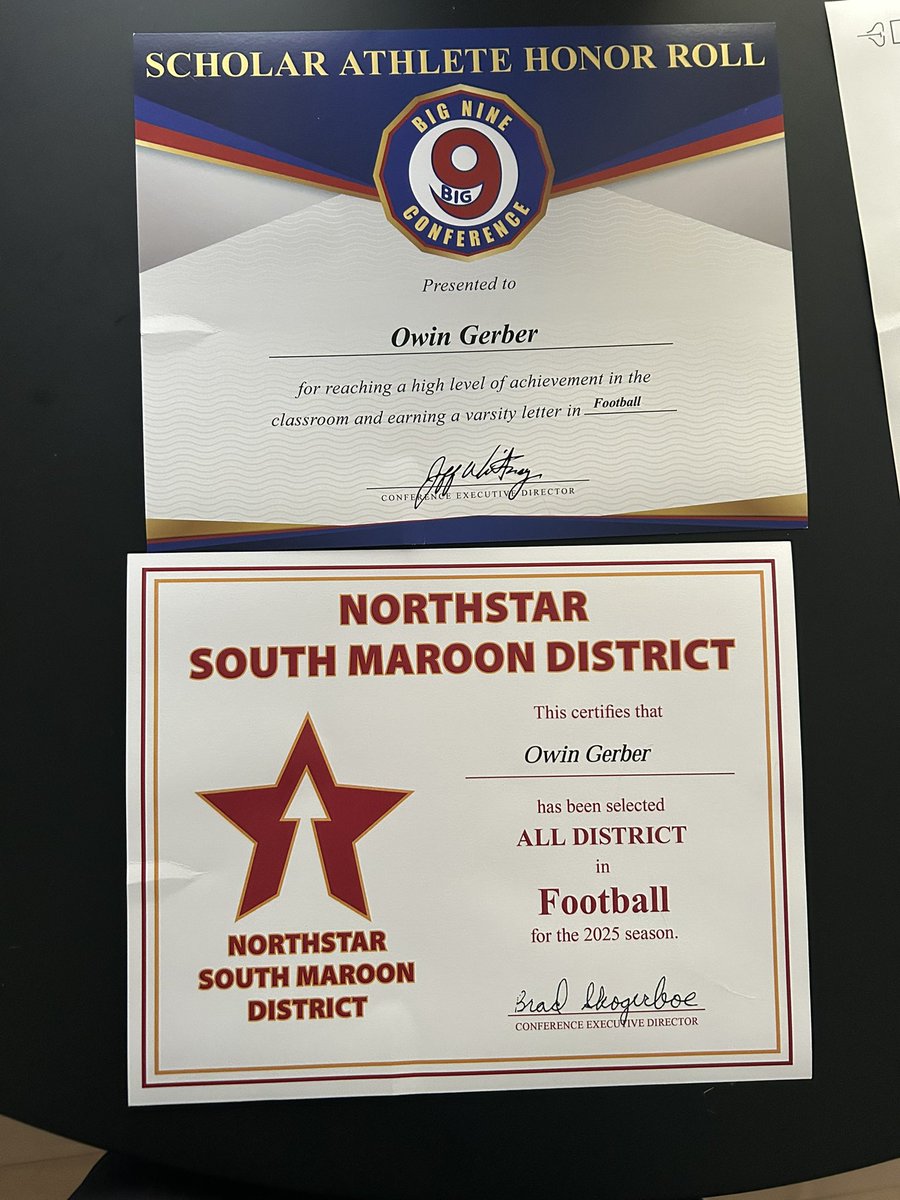 SCHOLAR ATHLETE HONOR ROLL
BIG NINE
9
BIG
CONFERENCE
Presented to
Owin Gerber
for reaching a high level of achievement in the
classroom and earning a varsity letter in Football
Jeff Whitney
CONFERENCE EXECUTIVE DIRECTOR
NORTHSTAR
SOUTH MAROON DISTRICT
This certifies that
Owin Gerber
has been selected
ALL DISTRICT
in
Football
for the 2025 season.
Brad Skogerboe
CONFERENCE EXECUTIVE DIRECTOR
NORTHSTAR
SOUTH MAROON
DISTRICT